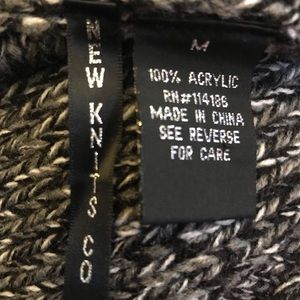 NEW KNITS CO
M
100% ACRYLIC
RN#114186
MADE IN CHINA
SEE REVERSE
FOR CARE